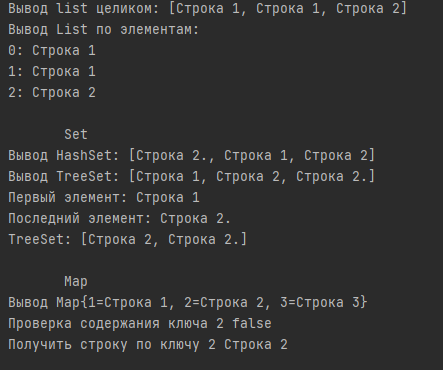 Вывод list целиком: [Строка 1, Строка 1, Строка 2]
Вывод List по элементам:
0: Строка 1
1: Строка 1
2: Строка 2
Set
Вывод HashSet: [Строка 2., Строка 1, Строка 2]
Вывод TreeSet: [Строка 1, Строка 2, Строка 2.]
Первый элемент: Строка 1
Последний элемент: Строка 2.
TreeSet: [Строка 2, Строка 2.]
Map
Вывод Map{1=Строка 1, 2=Строка 2, 3=Строка 3}
Проверка содержания ключа 2 false
Получить строку по ключу 2 Строка 2